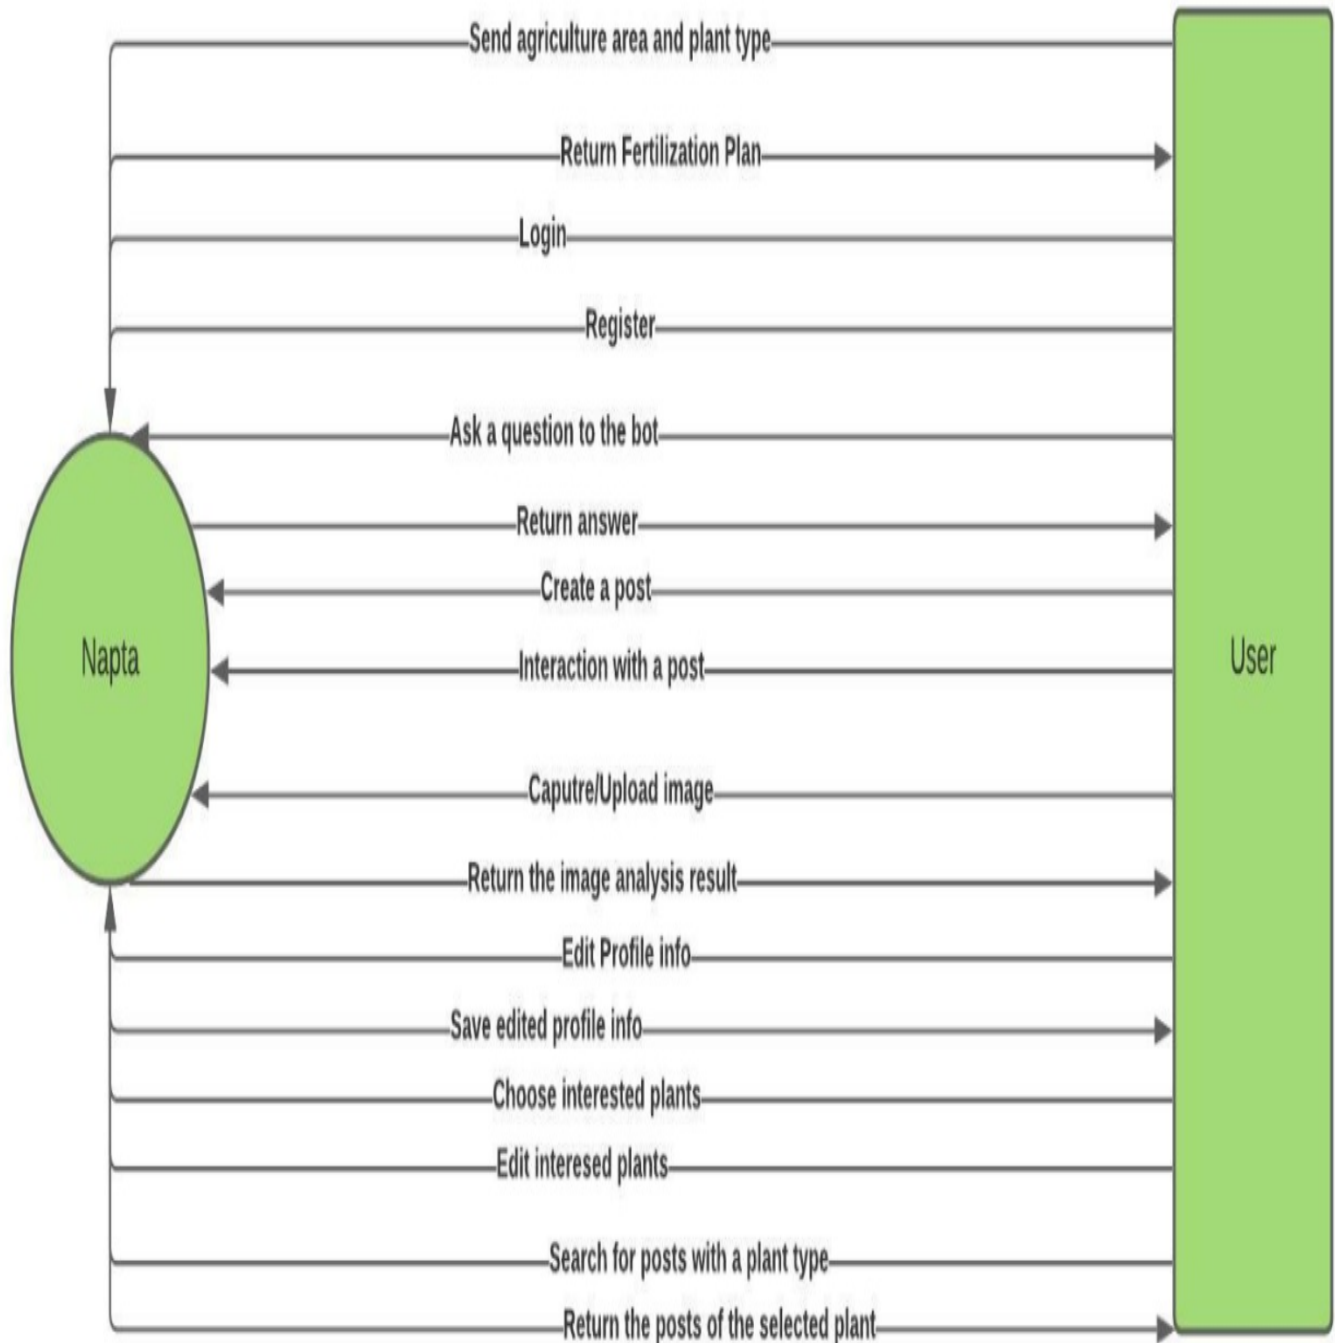 Send agriculture area and plant type
Return Fertilization Plan
Login
Register
Ask a question to the bot
Return answer
Create a post
Interaction with a post
Napta
User
Caputre/Upload image
Return the image analysis result
Edit Profile info
Save edited profile info
Choose interested plants
Edit interesed plants
Search for posts with a plant type
Return the posts of the selected plant